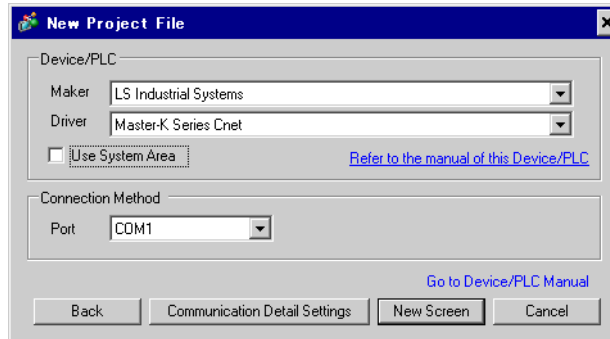 New Project File
Device/PLC
Maker LS Industrial Systems
Driver Master-K Series Cnet
Use System Area Refer to the manual of this Device/PLC
Connection Method
Port COM1
Go to Device/PLC Manual
Back Communication Detail Settings New Screen Cancel